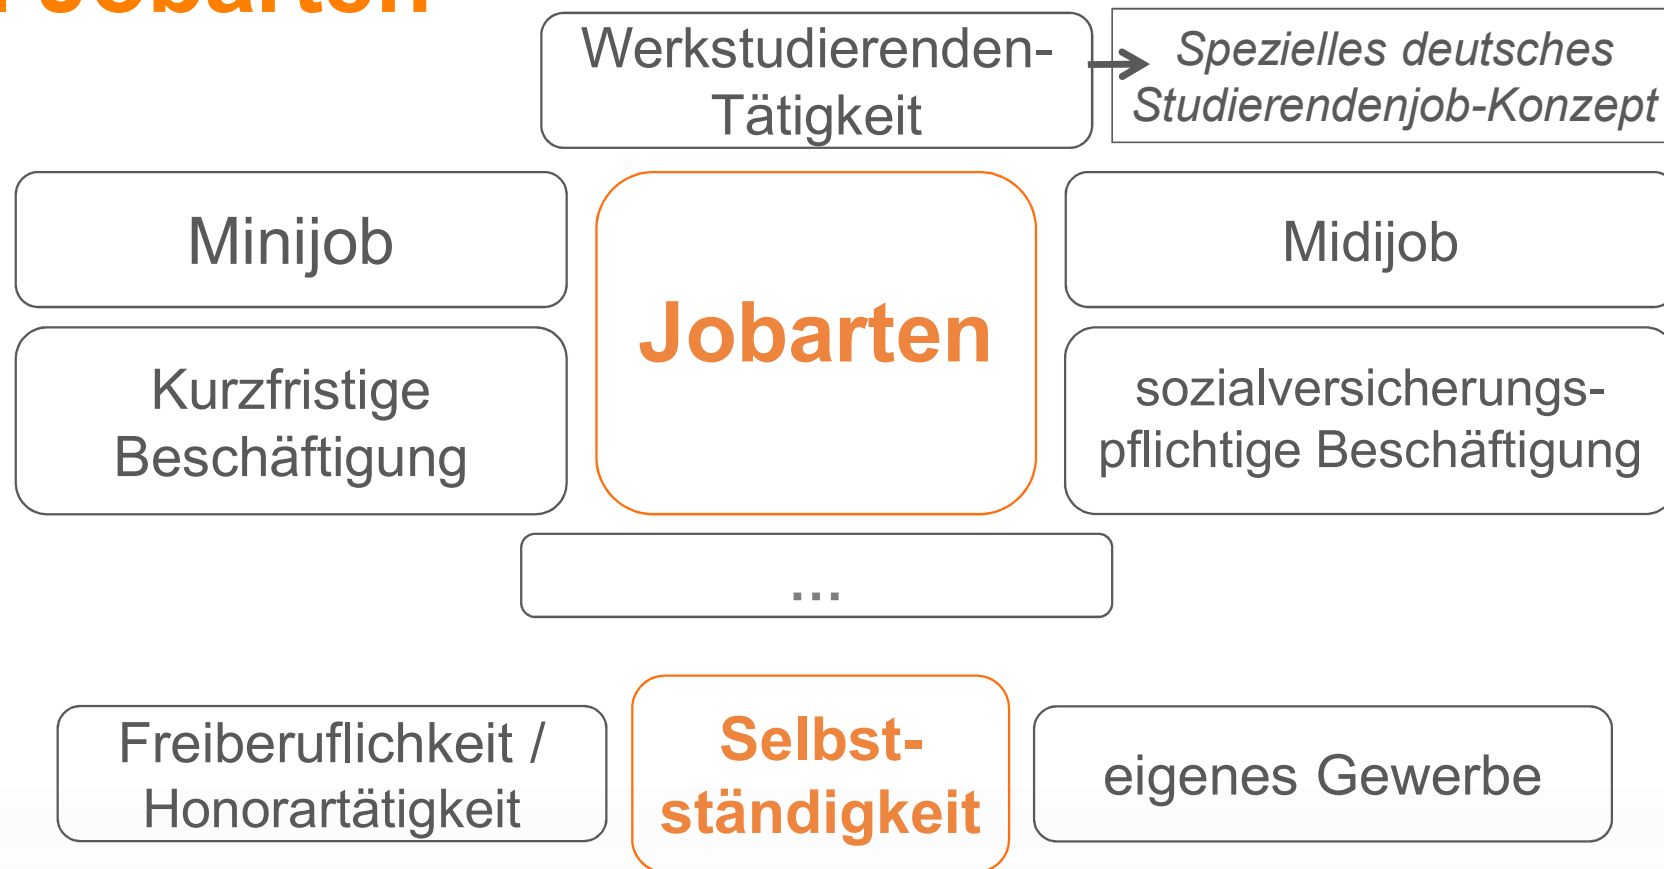 Jobarten
Werkstudierenden-
Tätigkeit
Spezielles deutsches
Studierendenjob-Konzept
Minijob
Midijob
Jobarten
Kurzfristige
Beschäftigung
sozialversicherungs-
pflichtige Beschäftigung
...
Freiberuflichkeit /
Honorartätigkeit
Selbst-
ständigkeit
eigenes Gewerbe